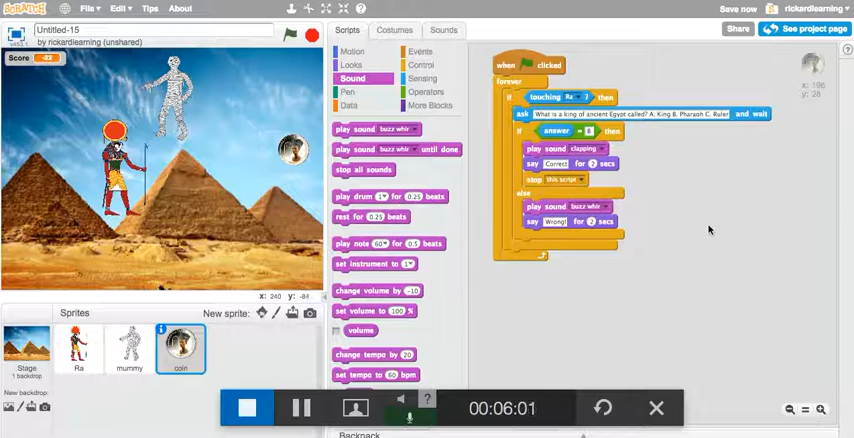 SCRATCH
File▾ Edit▾ Tips About
Save now
rickardlearning▾
Untitled-15
by rickardlearning (unshared)
v453.1
Score -22
x: 240 y: -84
Scripts Costumes Sounds
Share
See project page
Motion Events
Looks Control
Sound Sensing
Pen Operators
Data More Blocks
play sound buzz whir
play sound buzz whir until done
stop all sounds
play drum 1▾ for 0.25 beats
rest for 0.25 beats
play note 60▾ for 0.5 beats
set instrument to 1▾
change volume by -10
set volume to 100 %
volume
change tempo by 20
set tempo to 60 bpm
when clicked
forever
if touching Ra ? then
ask What is a king of ancient Egypt called? A. King B. Pharaoh C. Ruler and wait
if answer = B then
play sound clapping
say Correct for 2 secs
stop this script
else
play sound buzz whir
say Wrong! for 2 secs
x: 196
y: 28
?
Sprites New sprite:
Stage
1 backdrop
Ra mummy coin
i
New backdrop:
?
00:06:01
Backpack